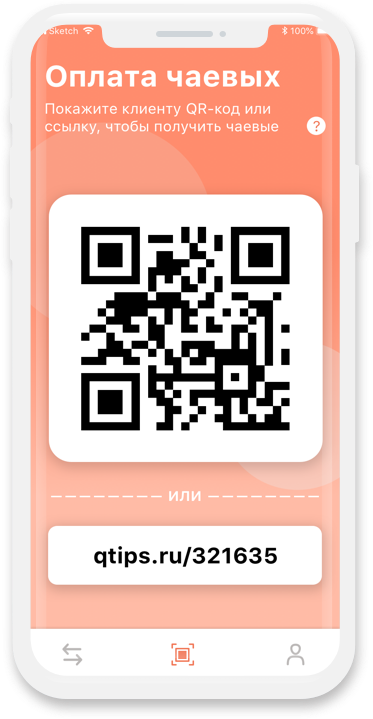 Sketch 100%
Оплата чаевых
Покажите клиенту QR-код или
ссылку, чтобы получить чаевые
?
или
qtips.ru/321635